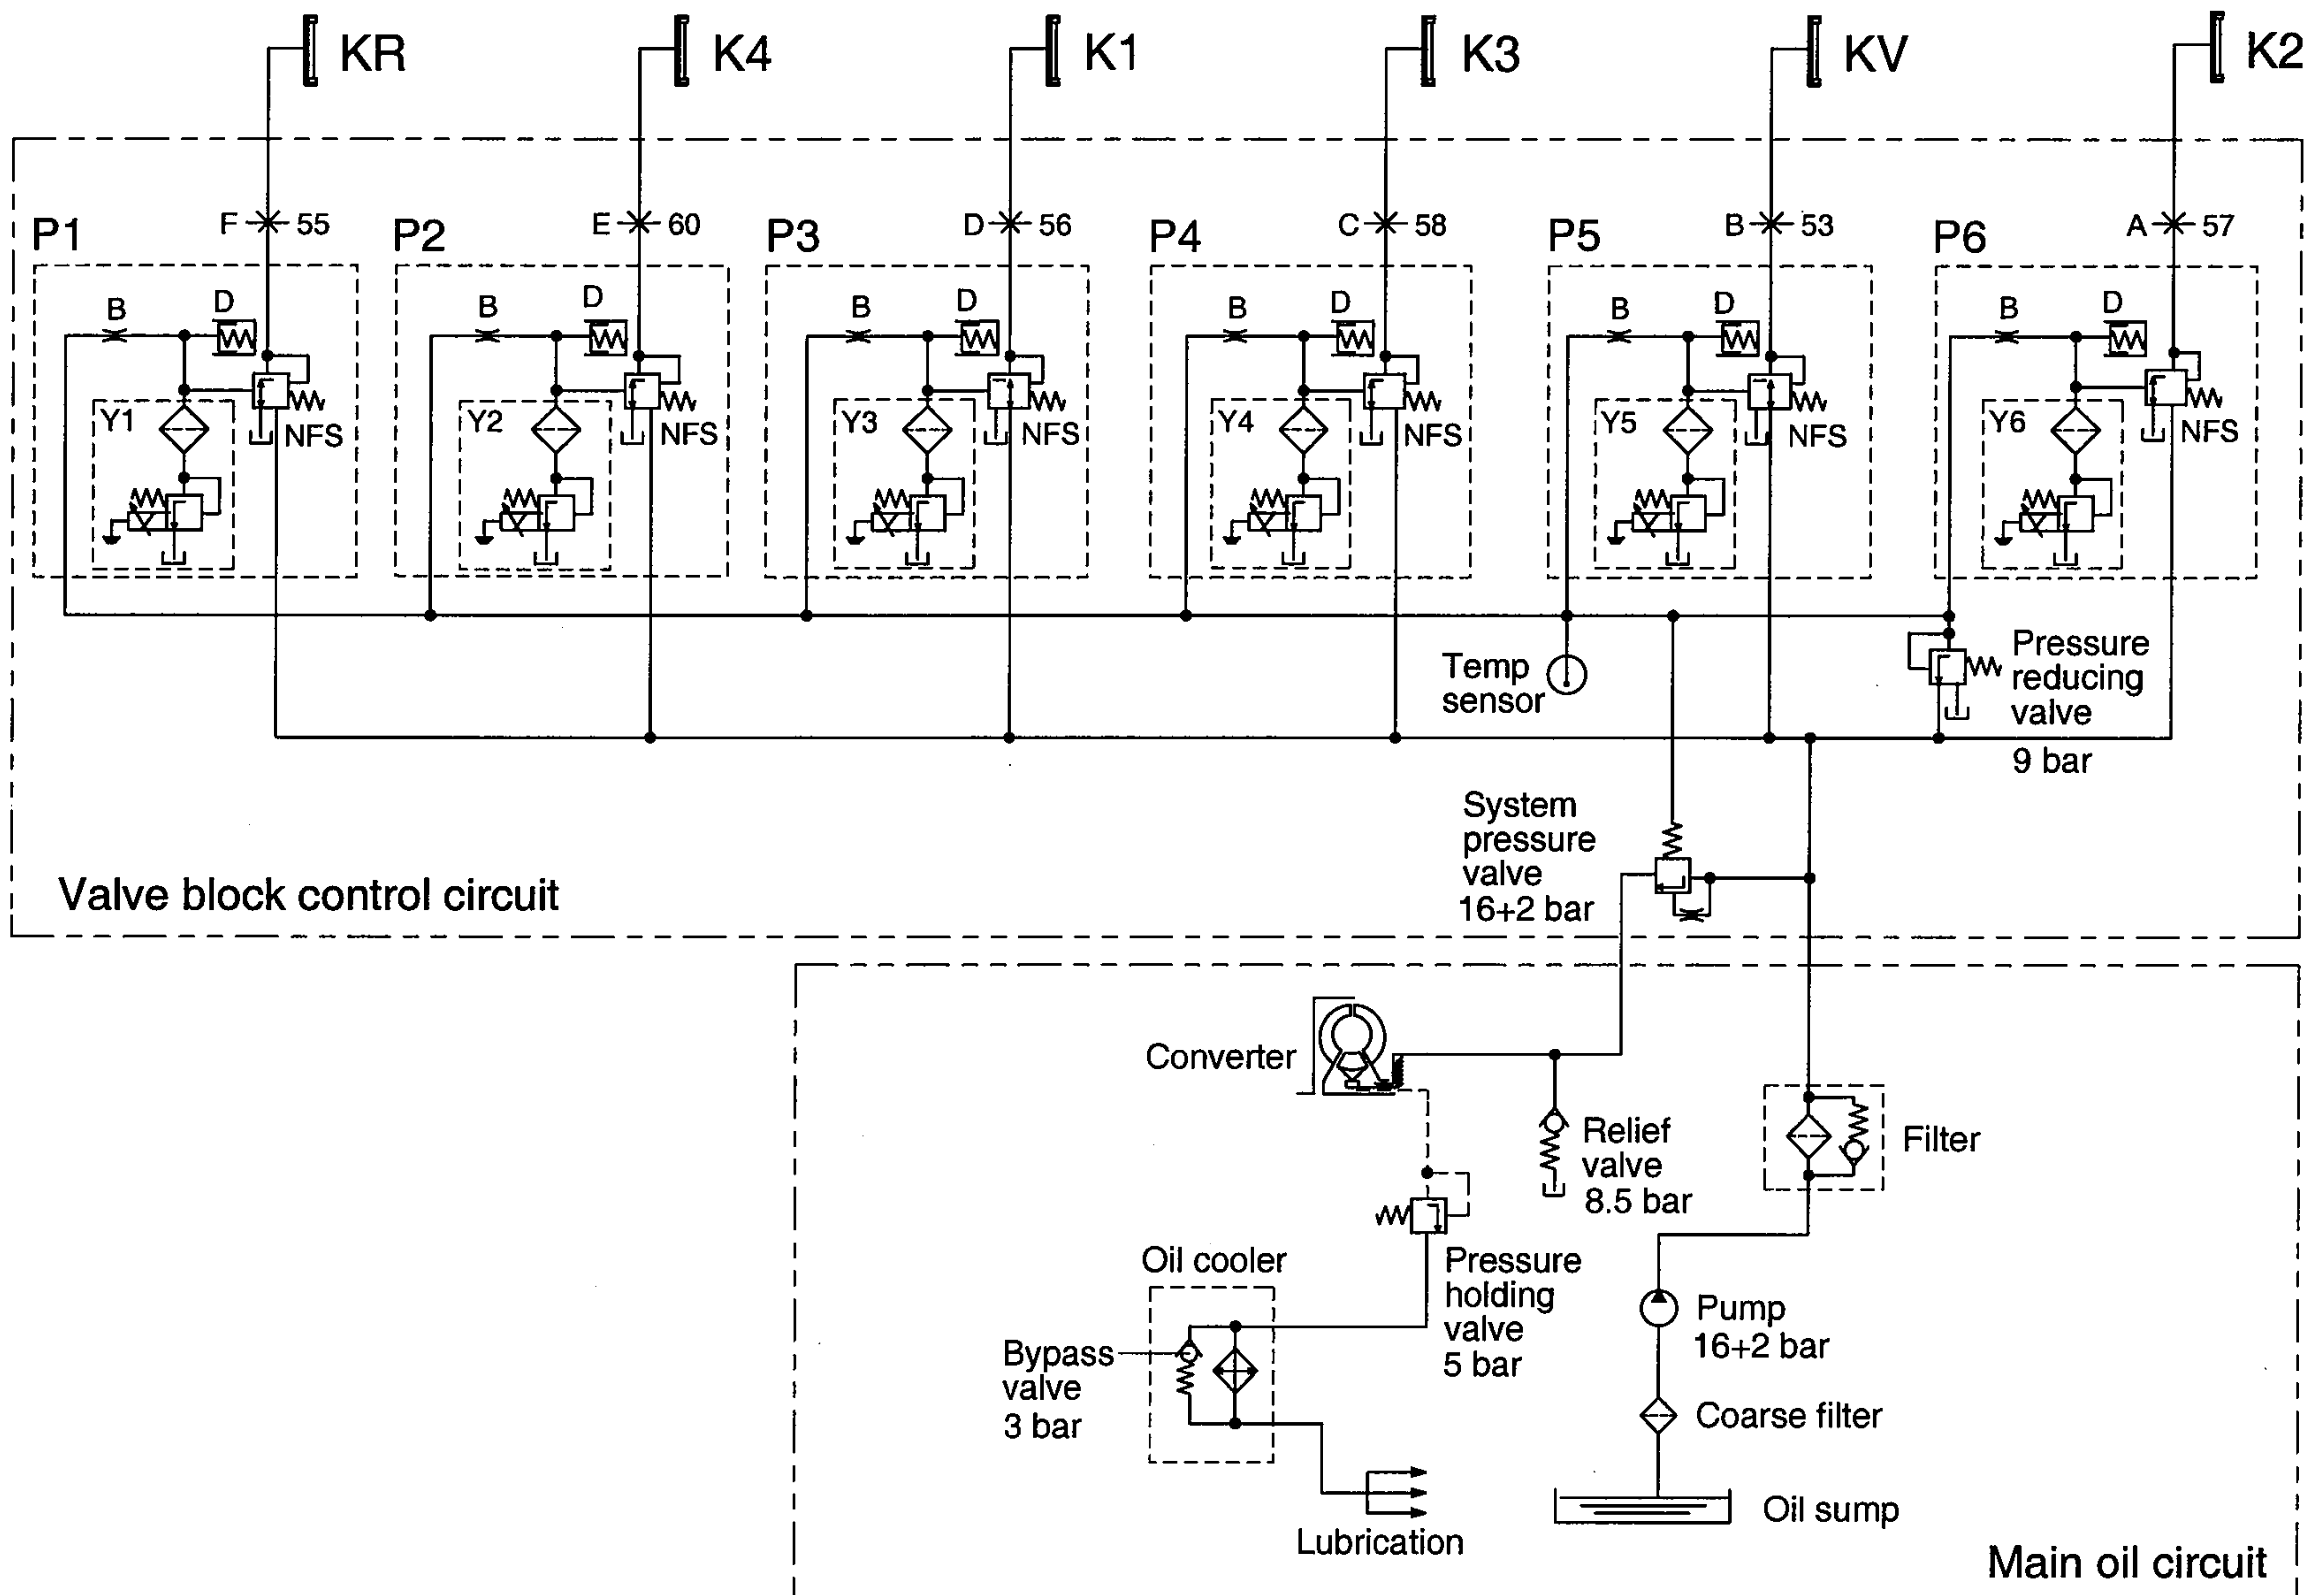 KR
K4
K1
K3
KV
K2
P1
F 55
P2
E 60
P3
D 56
P4
C 58
P5
B 53
P6
A 57
B
D
B
D
B
D
B
D
B
D
B
D
Y1
NFS
Y2
NFS
Y3
NFS
Y4
NFS
Y5
NFS
Y6
NFS
Temp
sensor
Pressure
reducing
valve
9 bar
System
pressure
valve
16+2 bar
Valve block control circuit
Converter
Relief
valve
8.5 bar
Filter
Oil cooler
Pressure
holding
valve
5 bar
Pump
16+2 bar
Bypass
valve
3 bar
Coarse filter
Oil sump
Lubrication
Main oil circuit